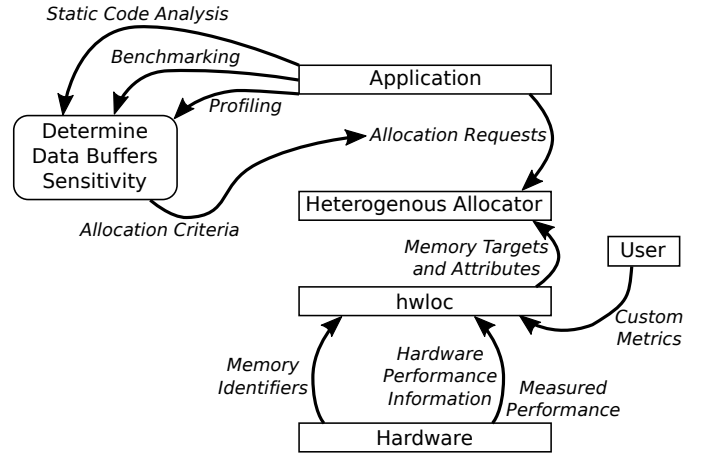 Static Code Analysis
Benchmarking
Profiling
Application
Determine
Data Buffers
Sensitivity
Allocation Requests
Allocation Criteria
Heterogenous Allocator
Memory Targets
and Attributes
User
hwloc
Custom
Metrics
Memory
Identifiers
Hardware
Performance
Information
Measured
Performance
Hardware